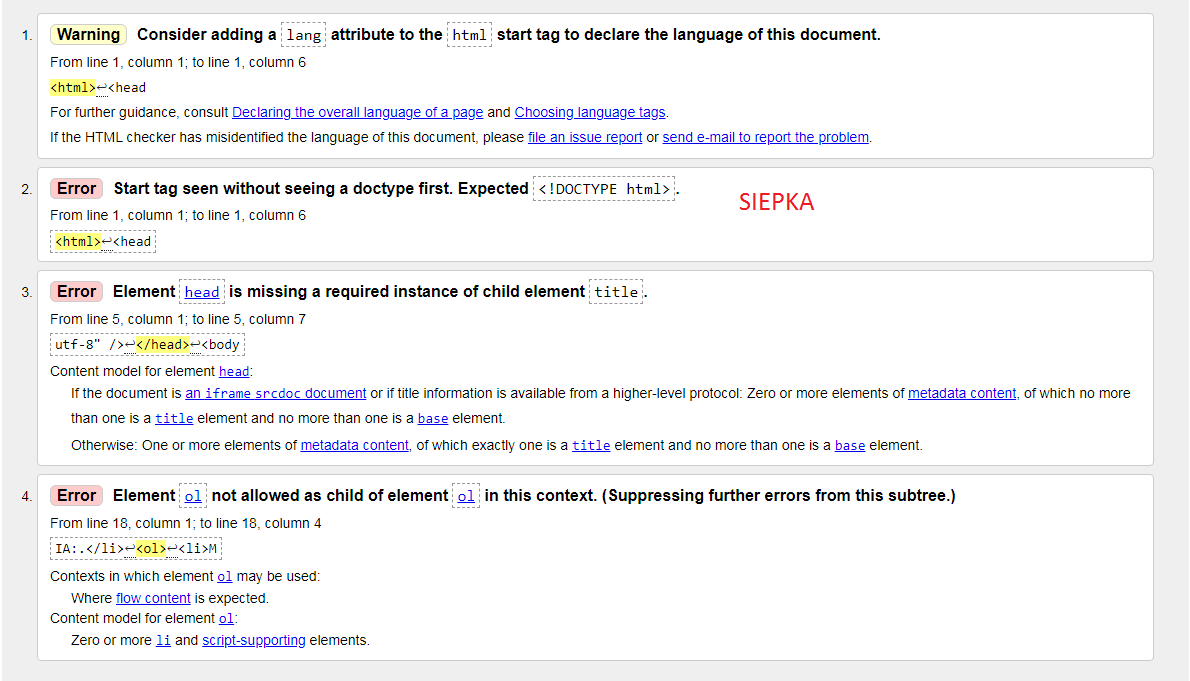 1. Warning Consider adding a lang attribute to the html start tag to declare the language of this document.
From line 1, column 1; to line 1, column 6
<html>↩<head
For further guidance, consult Declaring the overall language of a page and Choosing language tags.
If the HTML checker has misidentified the language of this document, please file an issue report or send e-mail to report the problem.
2. Error Start tag seen without seeing a doctype first. Expected <!DOCTYPE html>.
SIEPKA
From line 1, column 1; to line 1, column 6
<html>↩<head
3. Error Element head is missing a required instance of child element title.
From line 5, column 1; to line 5, column 7
utf-8" />↩</head>↩<body
Content model for element head:
If the document is an iframe srcdoc document or if title information is available from a higher-level protocol: Zero or more elements of metadata content, of which no more
than one is a title element and no more than one is a base element.
Otherwise: One or more elements of metadata content, of which exactly one is a title element and no more than one is a base element.
4. Error Element ol not allowed as child of element ol in this context. (Suppressing further errors from this subtree.)
From line 18, column 1; to line 18, column 4
IA:.</li>↩<ol>↩<li>M
Contexts in which element ol may be used:
Where flow content is expected.
Content model for element ol:
Zero or more li and script-supporting elements.